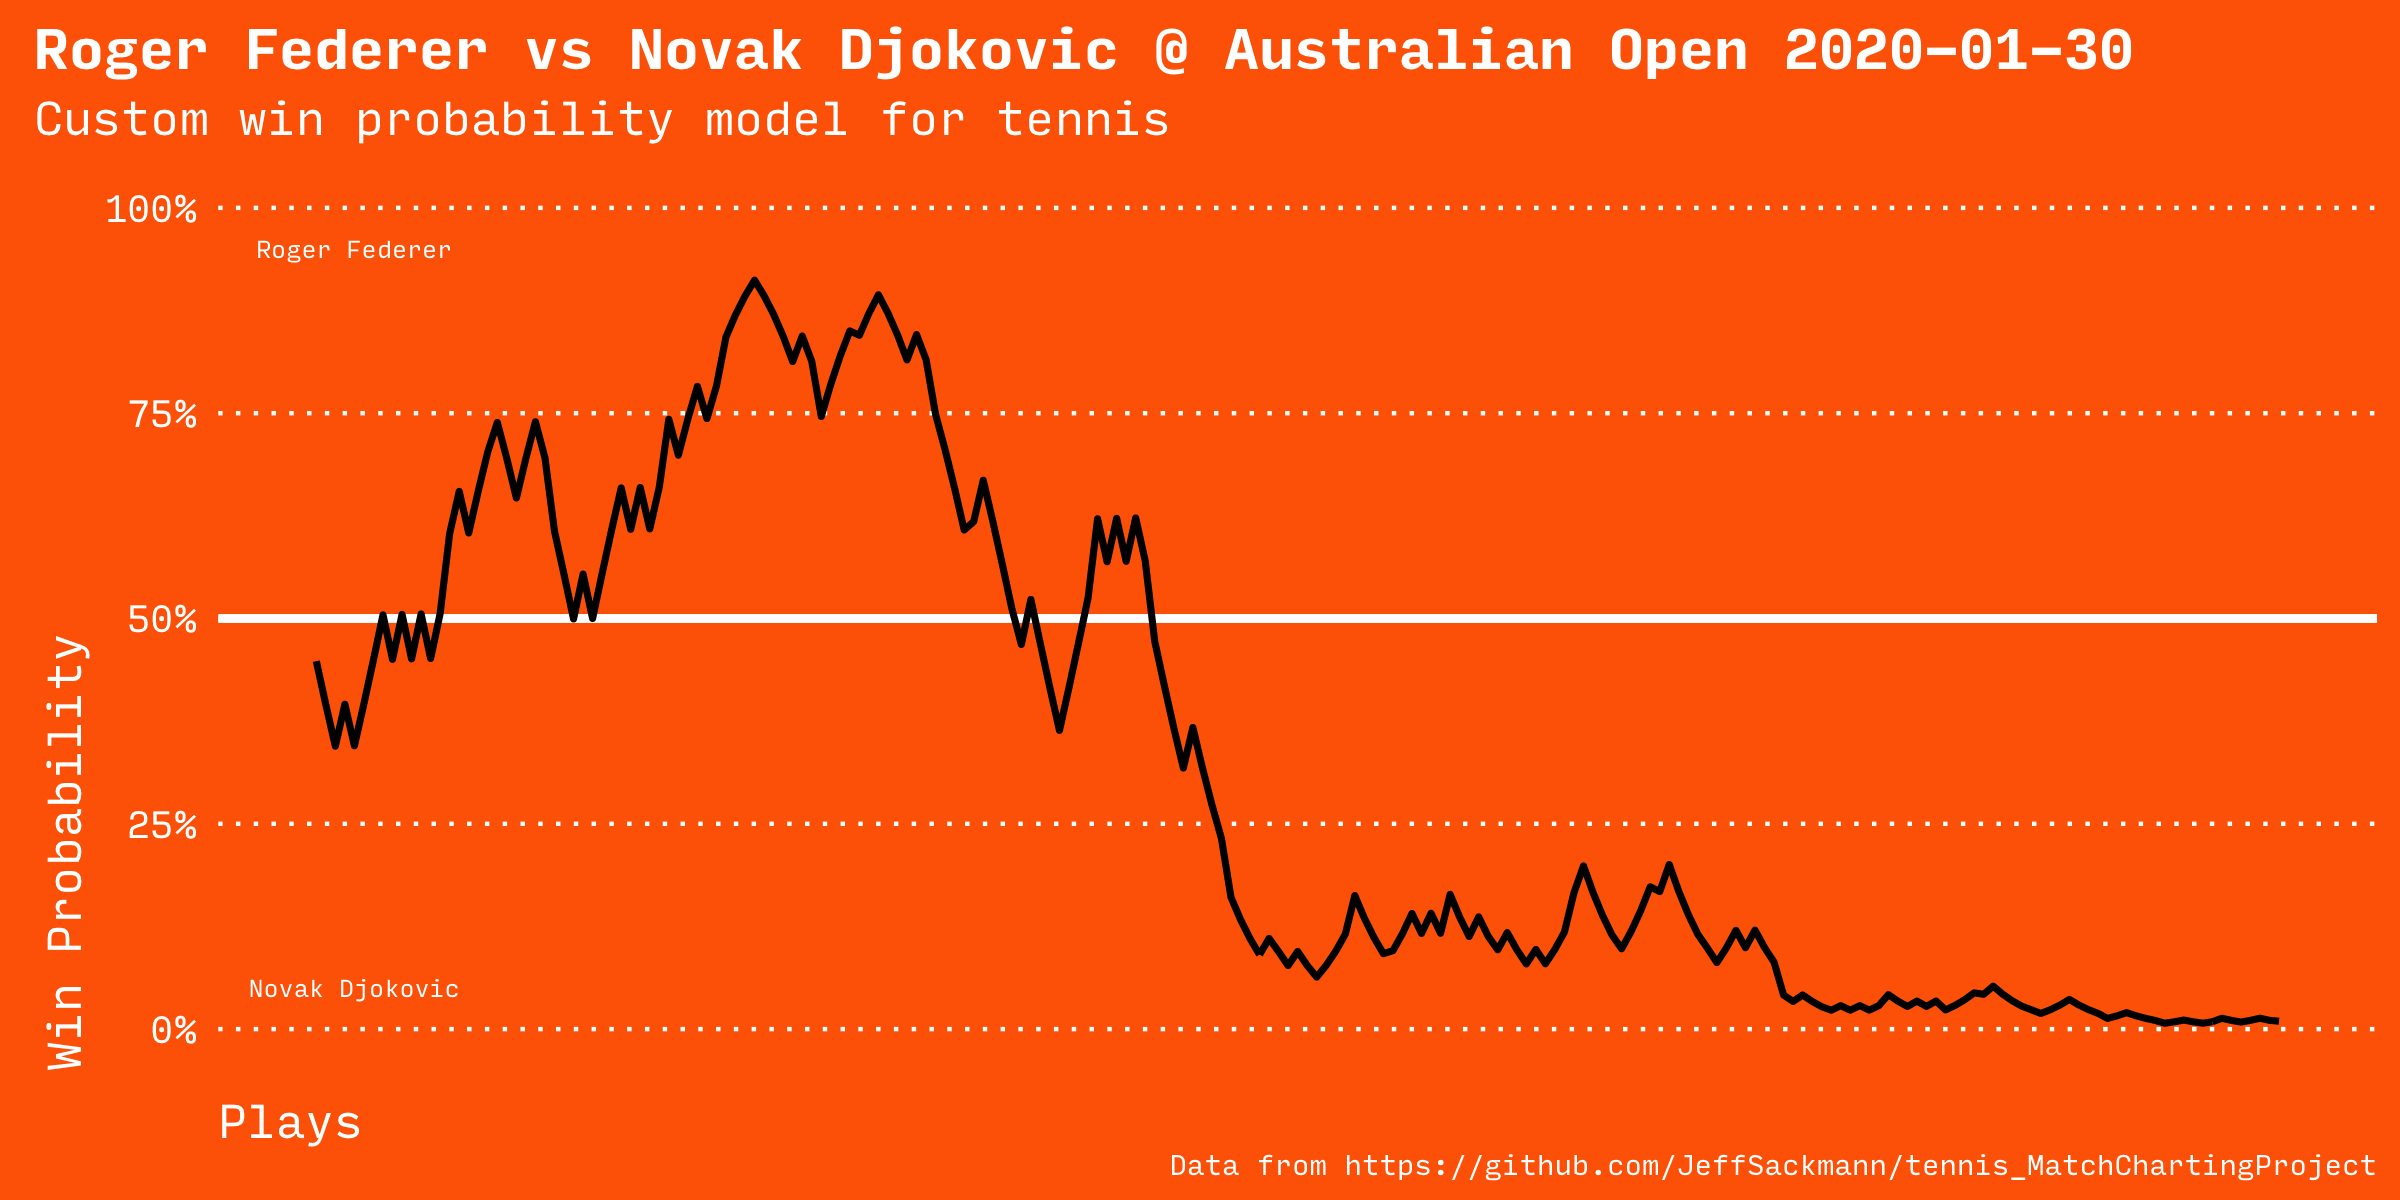 Roger Federer vs Novak Djokovic @ Australian Open 2020-01-30
Custom win probability model for tennis
100%
Roger Federer
75%
50%
25%
Novak Djokovic
0%
Win Probability
Plays
Data from https://github.com/JeffSackmann/tennis_MatchChartingProject